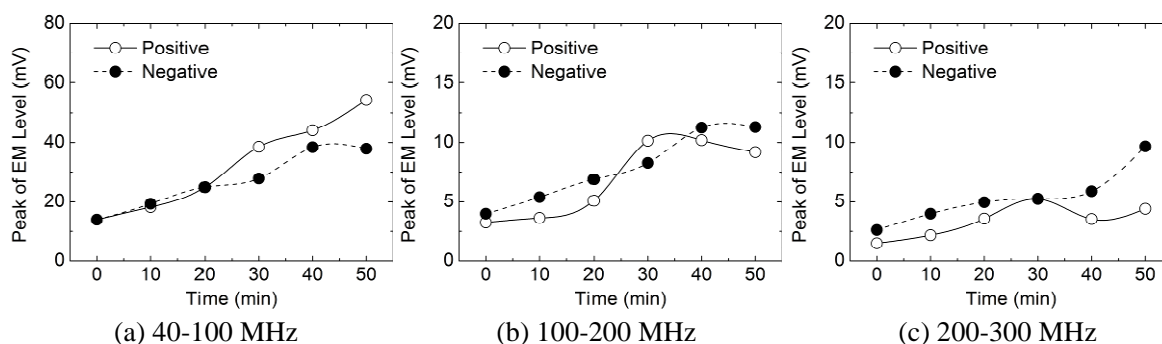 80
60
40
20
0
Peak of EM Level (mV)
Positive
Negative
0 10 20 30 40 50
Time (min)
(a) 40-100 MHz
20
15
10
5
0
Peak of EM Level (mV)
Positive
Negative
0 10 20 30 40 50
Time (min)
(b) 100-200 MHz
20
15
10
5
0
Peak of EM Level (mV)
Positive
Negative
0 10 20 30 40 50
Time (min)
(c) 200-300 MHz